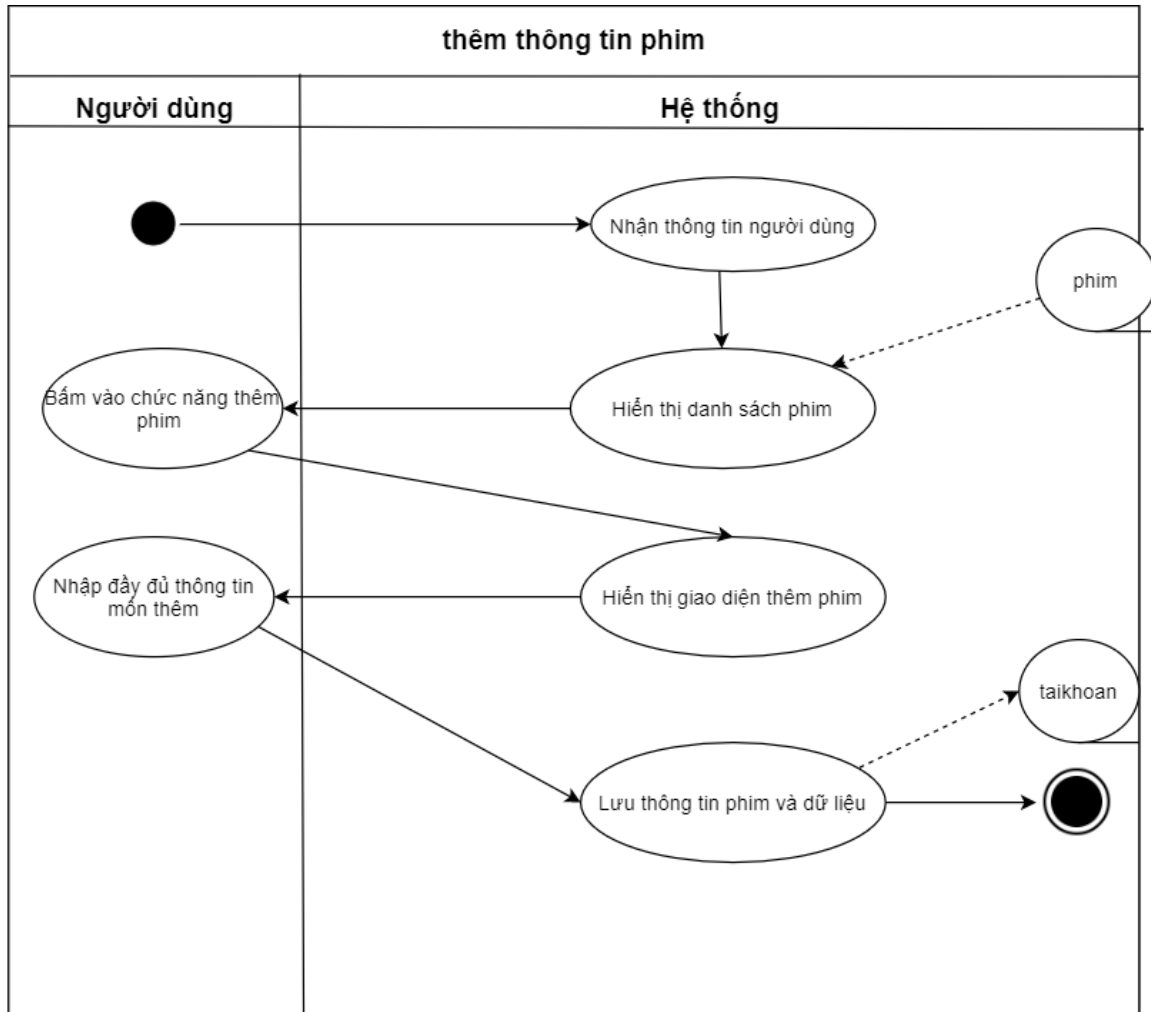 thêm thông tin phim
Người dùng
Hệ thống
Nhận thông tin người dùng
phim
Bấm vào chức năng thêm
phim
Hiển thị danh sách phim
Nhập đầy đủ thông tin
mốn thêm
Hiển thị giao diện thêm phim
taikhoan
Lưu thông tin phim và dữ liệu